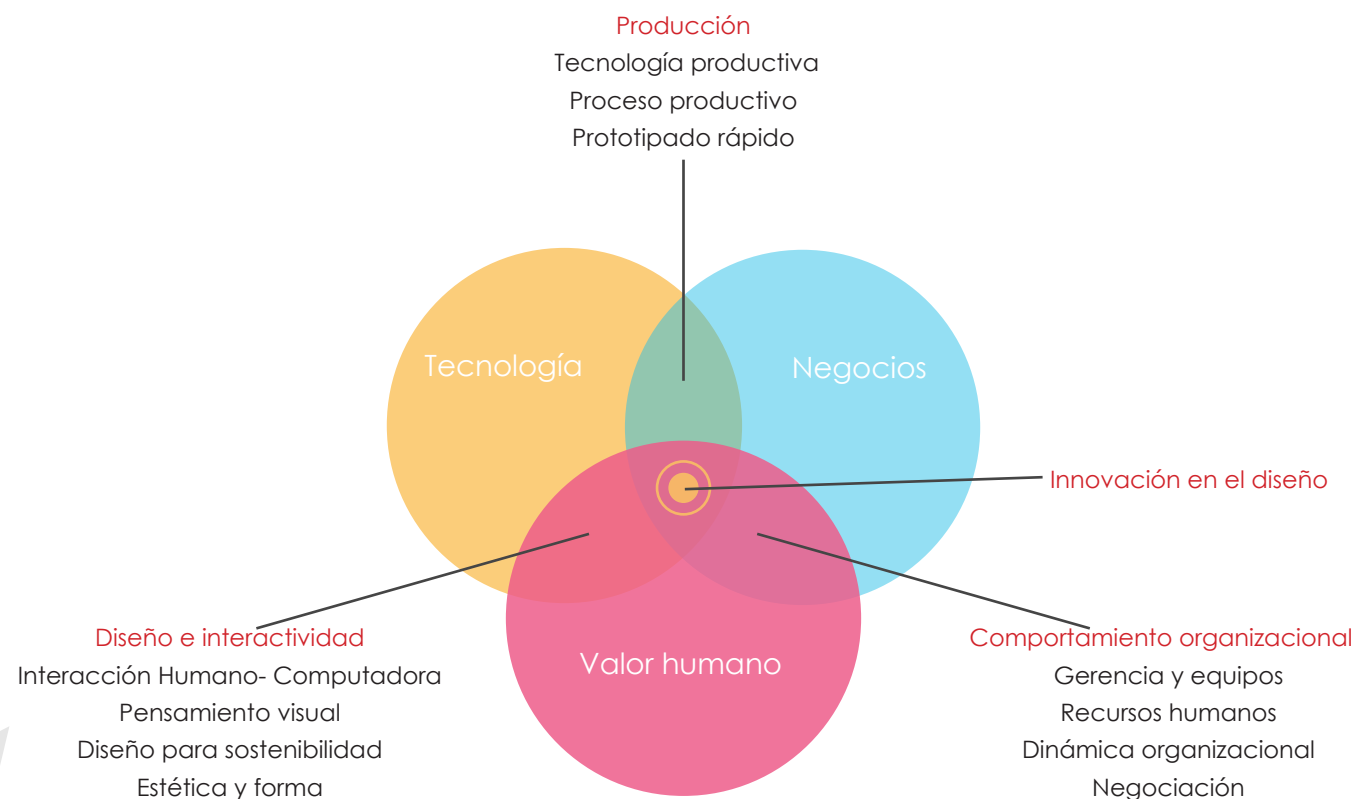 Producción
Tecnología productiva
Proceso productivo
Prototipado rápido
Tecnología
Negocios
Innovación en el diseño
Valor humano
Diseño e interactividad
Interacción Humano- Computadora
Pensamiento visual
Diseño para sostenibilidad
Estética y forma
Comportamiento organizacional
Gerencia y equipos
Recursos humanos
Dinámica organizacional
Negociación